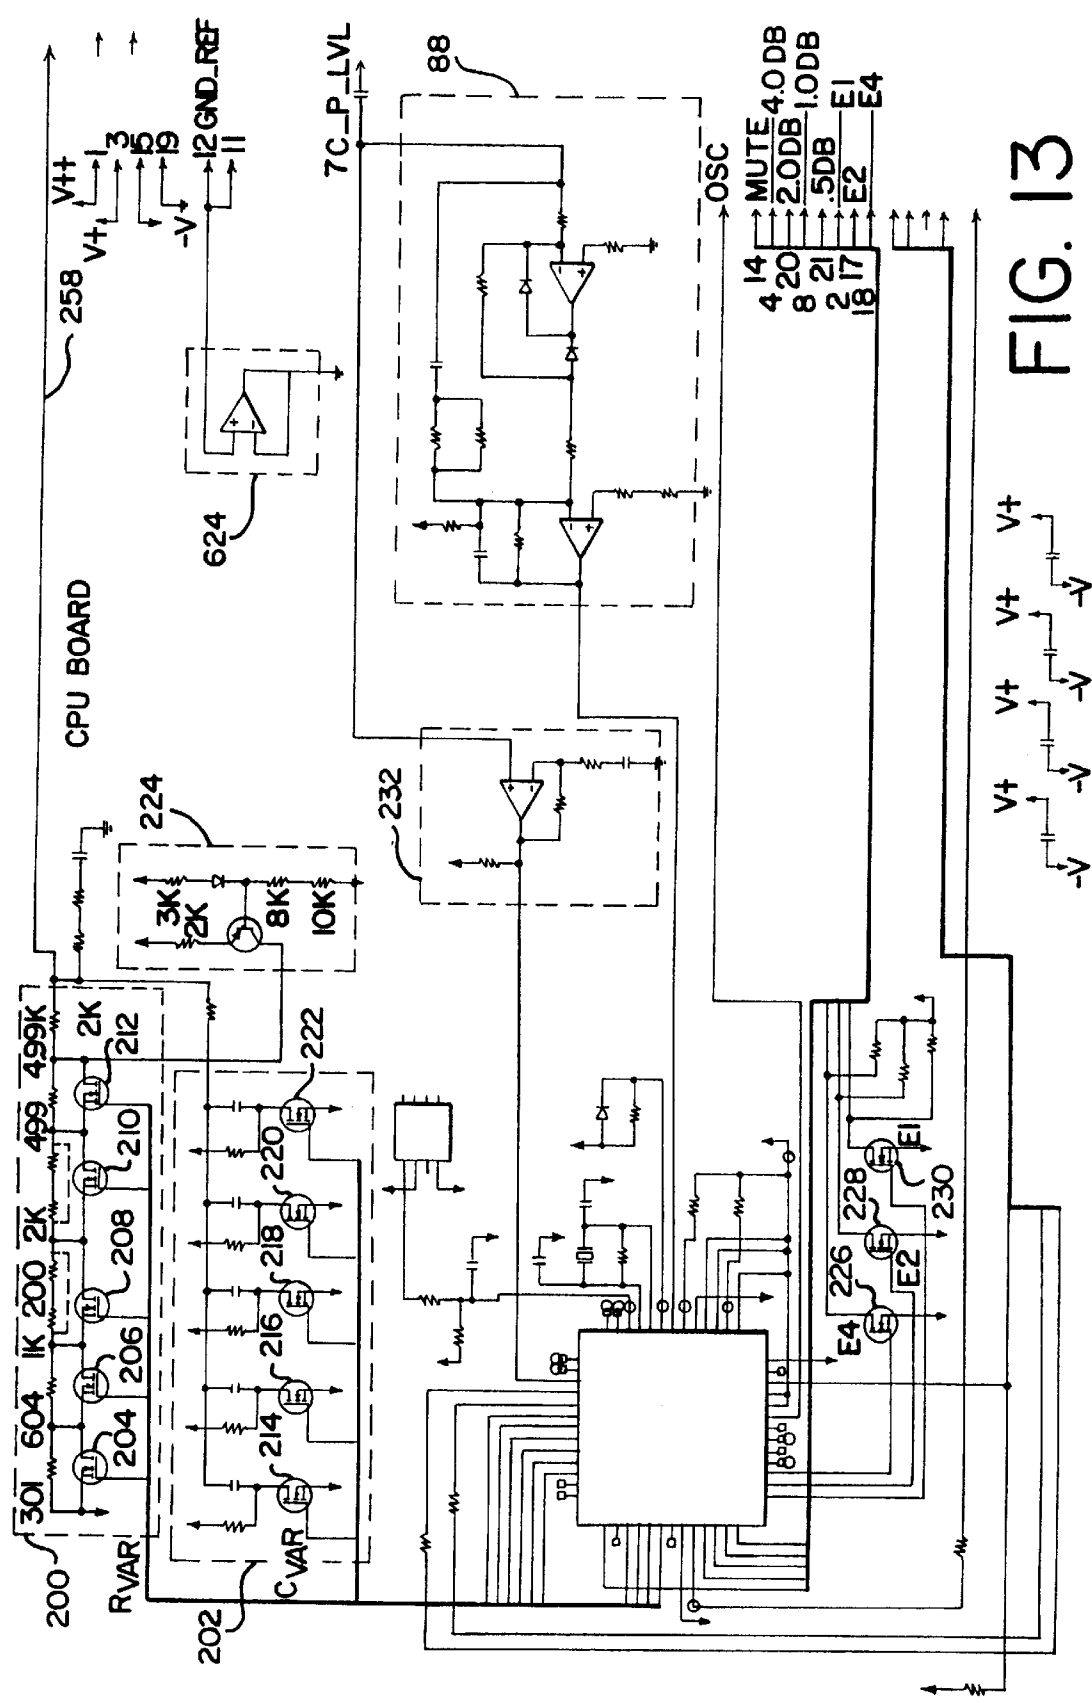 FIG. 13
CPU BOARD
258
V++
V+
-V
1
3
15
19
12 GND_REF
11
624
7C_P_LVL
88
OSC
14 MUTE
4 4.0DB
20 2.0DB
8 1.0DB
21 .5DB
2 E1
17 E2
18 E4
224
3K
2K
8K
10K
232
200
RVAR
301
604
1K
200
2K
499
4.99K
2K
204
206
208
210
212
202
CVAR
214
216
218
220
222
E4
226
E2
228
E1
230
V+
-V
V+
-V
V+
-V
V+
-V